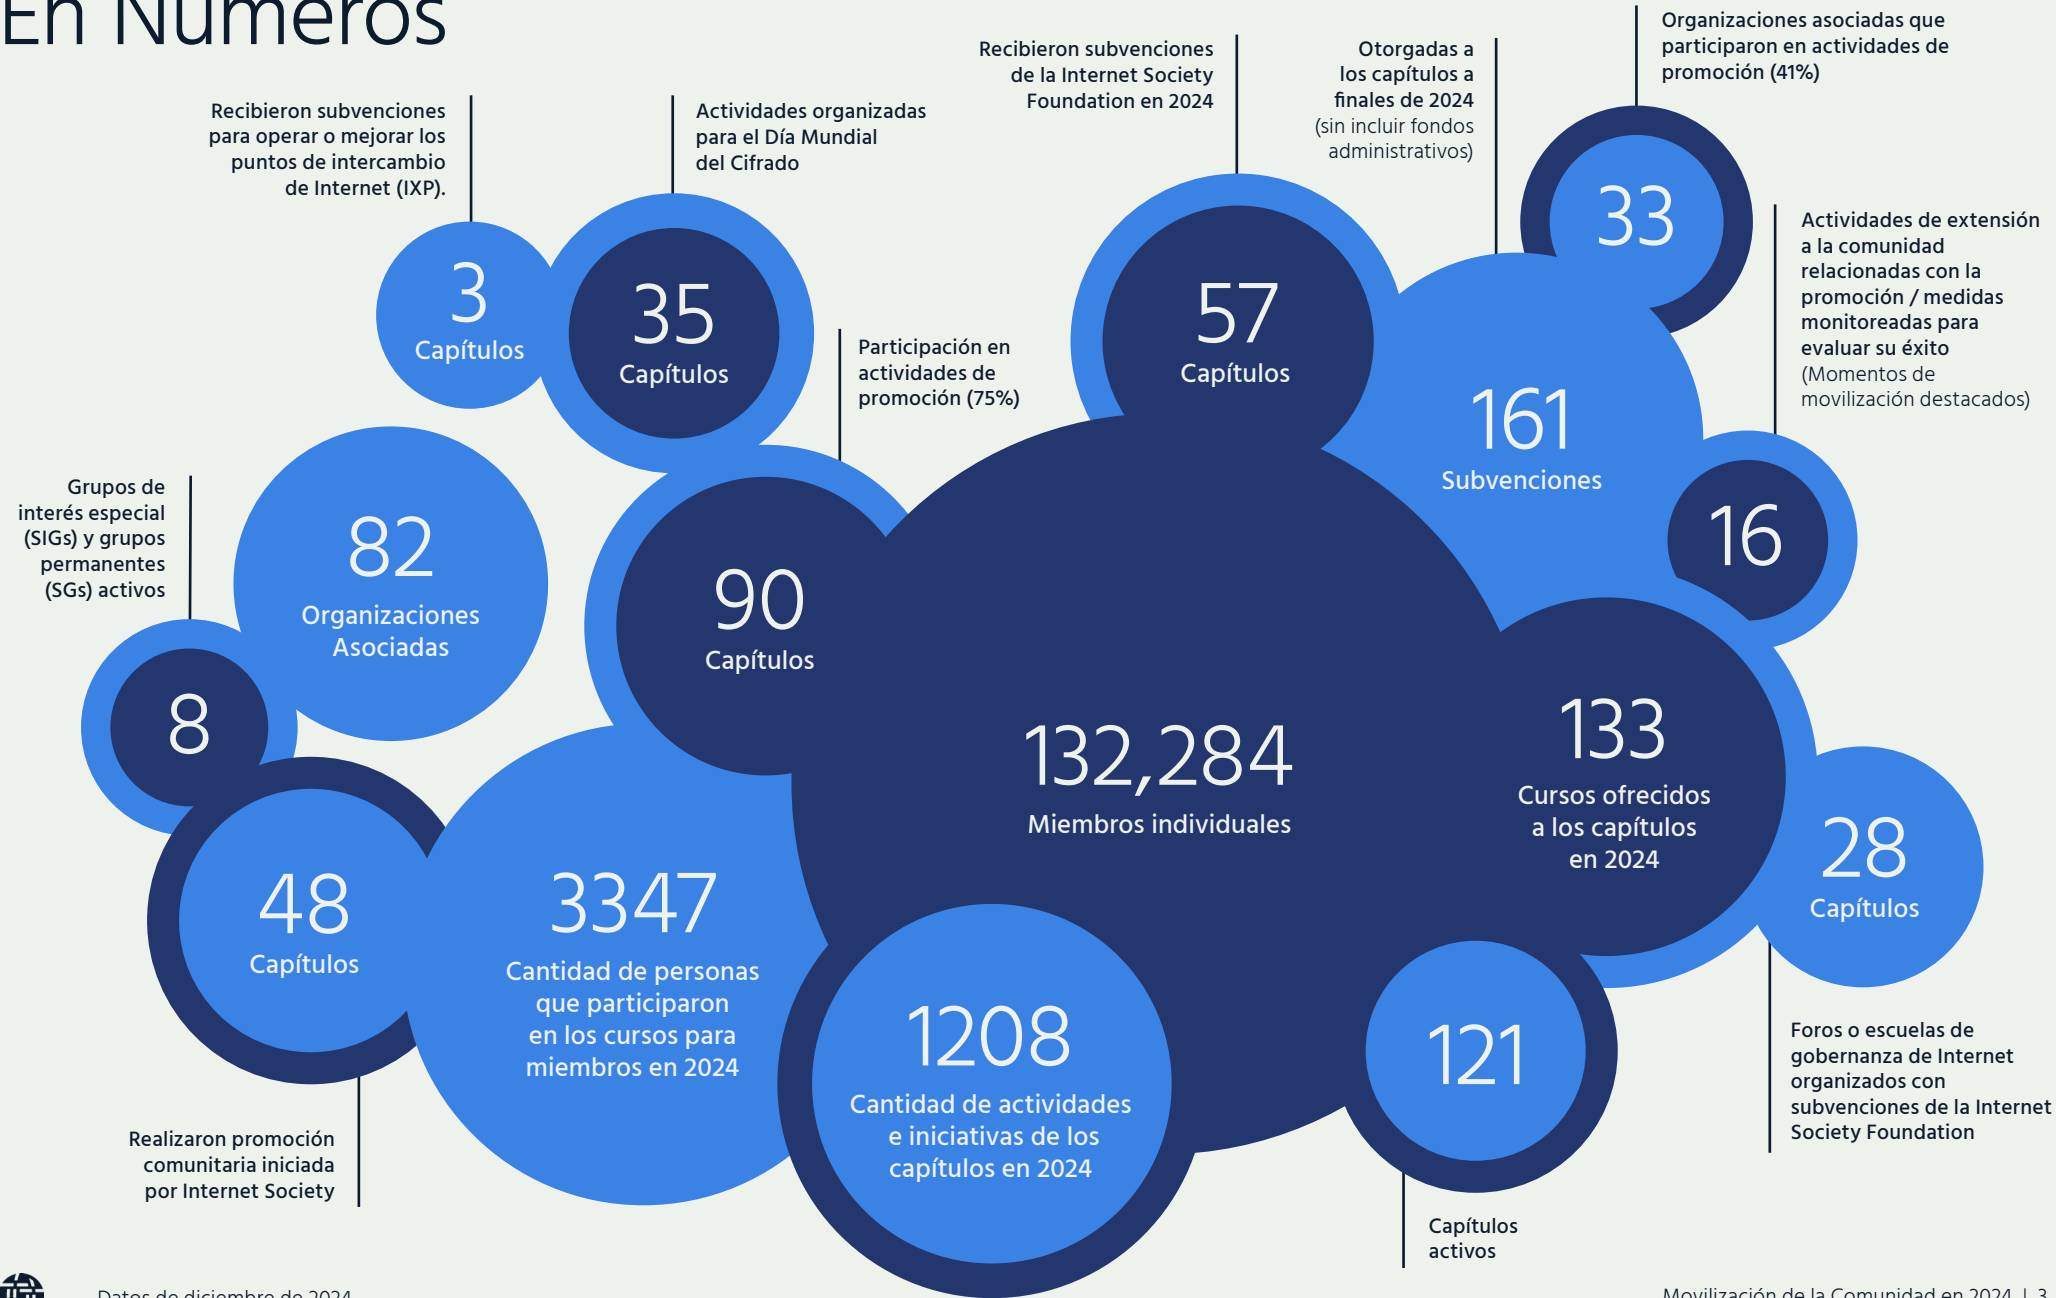 En Números
Recibieron subvenciones
para operar o mejorar los
puntos de intercambio
de Internet (IXP).
3
Capítulos
Actividades organizadas
para el Día Mundial
del Cifrado
35
Capítulos
Recibieron subvenciones
de la Internet Society
Foundation en 2024
57
Capítulos
Otorgadas a
los capítulos a
finales de 2024
(sin incluir fondos
administrativos)
161
Subvenciones
Organizaciones asociadas que
participaron en actividades de
promoción (41%)
33
Actividades de extensión
a la comunidad
relacionadas con la
promoción / medidas
monitoreadas para
evaluar su éxito
(Momentos de
movilización destacados)
16
Participación en
actividades de
promoción (75%)
90
Capítulos
Grupos de
interés especial
(SIGs) y grupos
permanentes
(SGs) activos
8
82
Organizaciones
Asociadas
132,284
Miembros individuales
133
Cursos ofrecidos
a los capítulos
en 2024
28
Capítulos
Foros o escuelas de
gobernanza de Internet
organizados con
subvenciones de la Internet
Society Foundation
48
Capítulos
Realizaron promoción
comunitaria iniciada
por Internet Society
3347
Cantidad de personas
que participaron
en los cursos para
miembros en 2024
1208
Cantidad de actividades
e iniciativas de los
capítulos en 2024
121
Capítulos
activos
Datos de diciembre de 2024
Movilización de la Comunidad en 2024 | 3